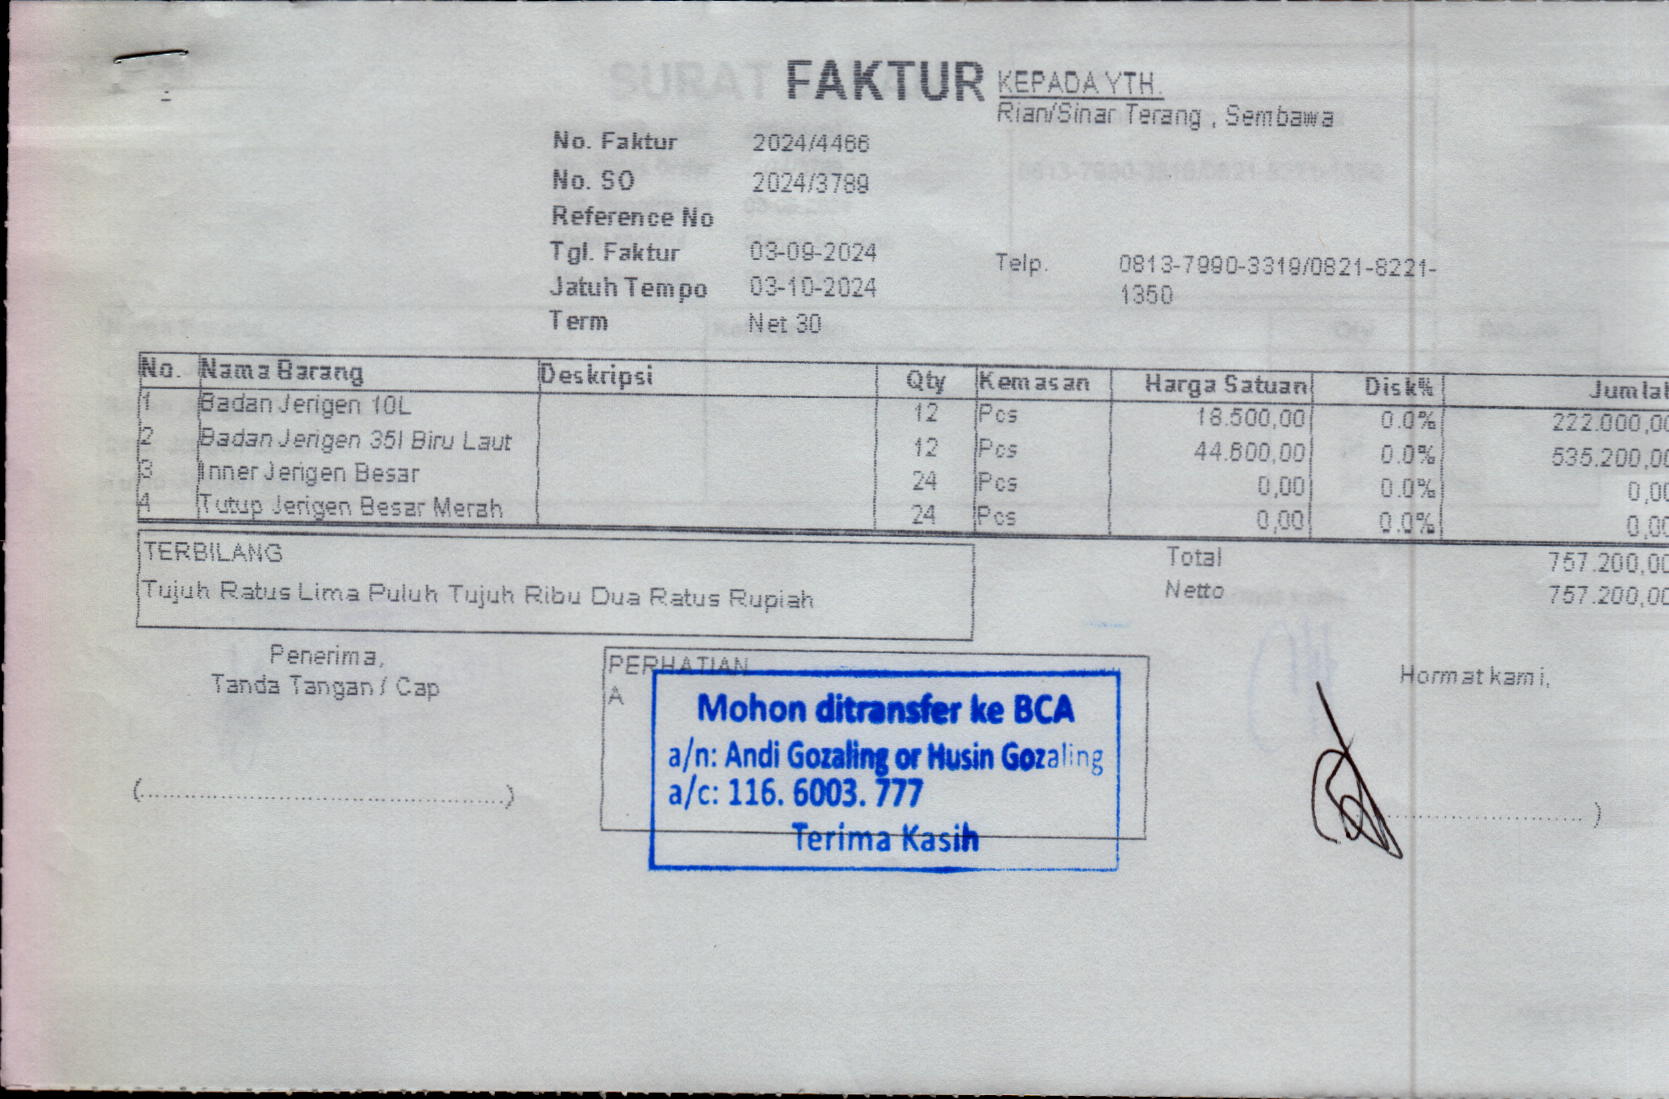 FAKTUR
KEPADA YTH.
Rian/Sinar Terang , Sembawa
No. Faktur 2024/4466
No. SO 2024/3789
Reference No
Tgl. Faktur 03-09-2024
Jatuh Tempo 03-10-2024
Term Net 30
Telp. 0813-7990-3319/0821-8221-
1350
No. Nama Barang Deskripsi Qty Kemasan Harga Satuan Disk% Jumlal
1 Badan Jerigen 10L 12 Pcs 18.500,00 0.0% 222.000,00
2 Badan Jerigen 35l Biru Laut 12 Pcs 44.600,00 0.0% 535.200,00
3 Inner Jerigen Besar 24 Pcs 0,00 0.0% 0,00
4 Tutup Jerigen Besar Merah 24 Pcs 0,00 0.0% 0,00
TERBILANG
Tujuh Ratus Lima Puluh Tujuh Ribu Dua Ratus Rupiah
Total 757.200,00
Netto 757.200,00
Penerima,
Tanda Tangan / Cap
(................................................)
PERHATIAN
A
Mohon ditransfer ke BCA
a/n: Andi Gozaling or Husin Gozaling
a/c: 116. 6003. 777
Terima Kasih
Hormat kami,